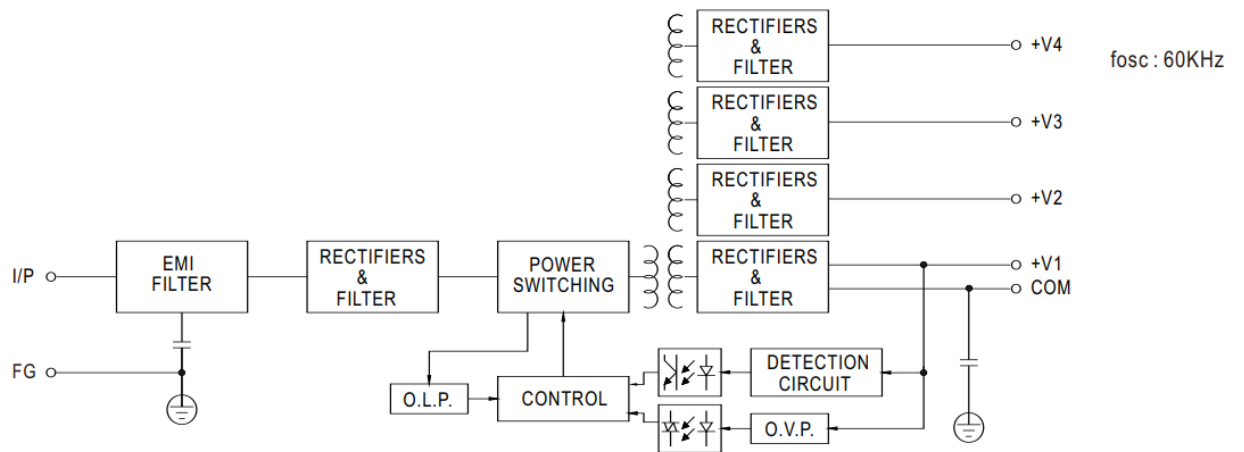 RECTIFIERS
&
FILTER
+V4
fosc : 60KHz
RECTIFIERS
&
FILTER
+V3
RECTIFIERS
&
FILTER
+V2
I/P
EMI
FILTER
RECTIFIERS
&
FILTER
POWER
SWITCHING
RECTIFIERS
&
FILTER
+V1
COM
FG
O.L.P.
CONTROL
DETECTION
CIRCUIT
O.V.P.